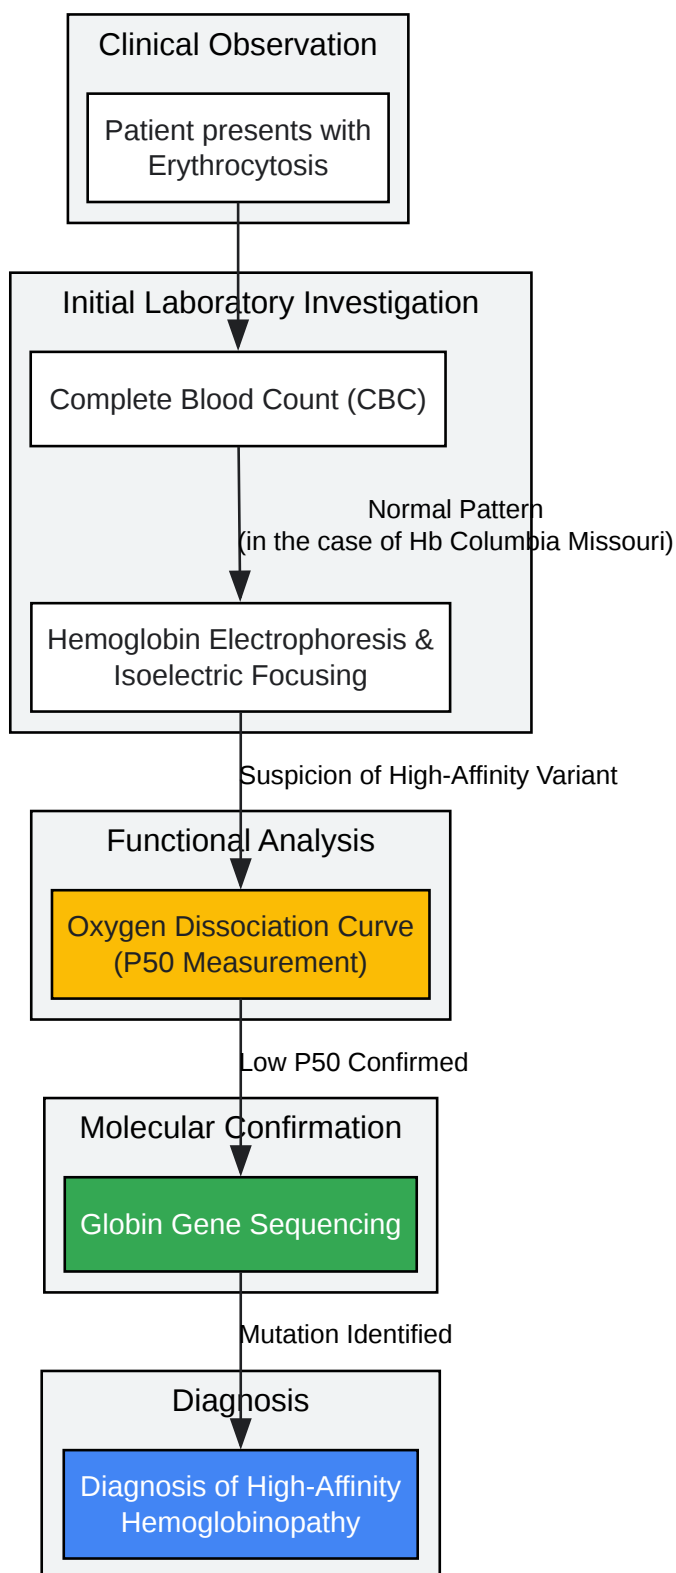 Clinical Observation
Patient presents with
Erythrocytosis
Initial Laboratory Investigation
Complete Blood Count (CBC)
Normal Pattern
(in the case of Hb Columbia Missouri)
Hemoglobin Electrophoresis &
Isoelectric Focusing
Suspicion of High-Affinity Variant
Functional Analysis
Oxygen Dissociation Curve
(P50 Measurement)
Low P50 Confirmed
Molecular Confirmation
Globin Gene Sequencing
Mutation Identified
Diagnosis
Diagnosis of High-Affinity
Hemoglobinopathy